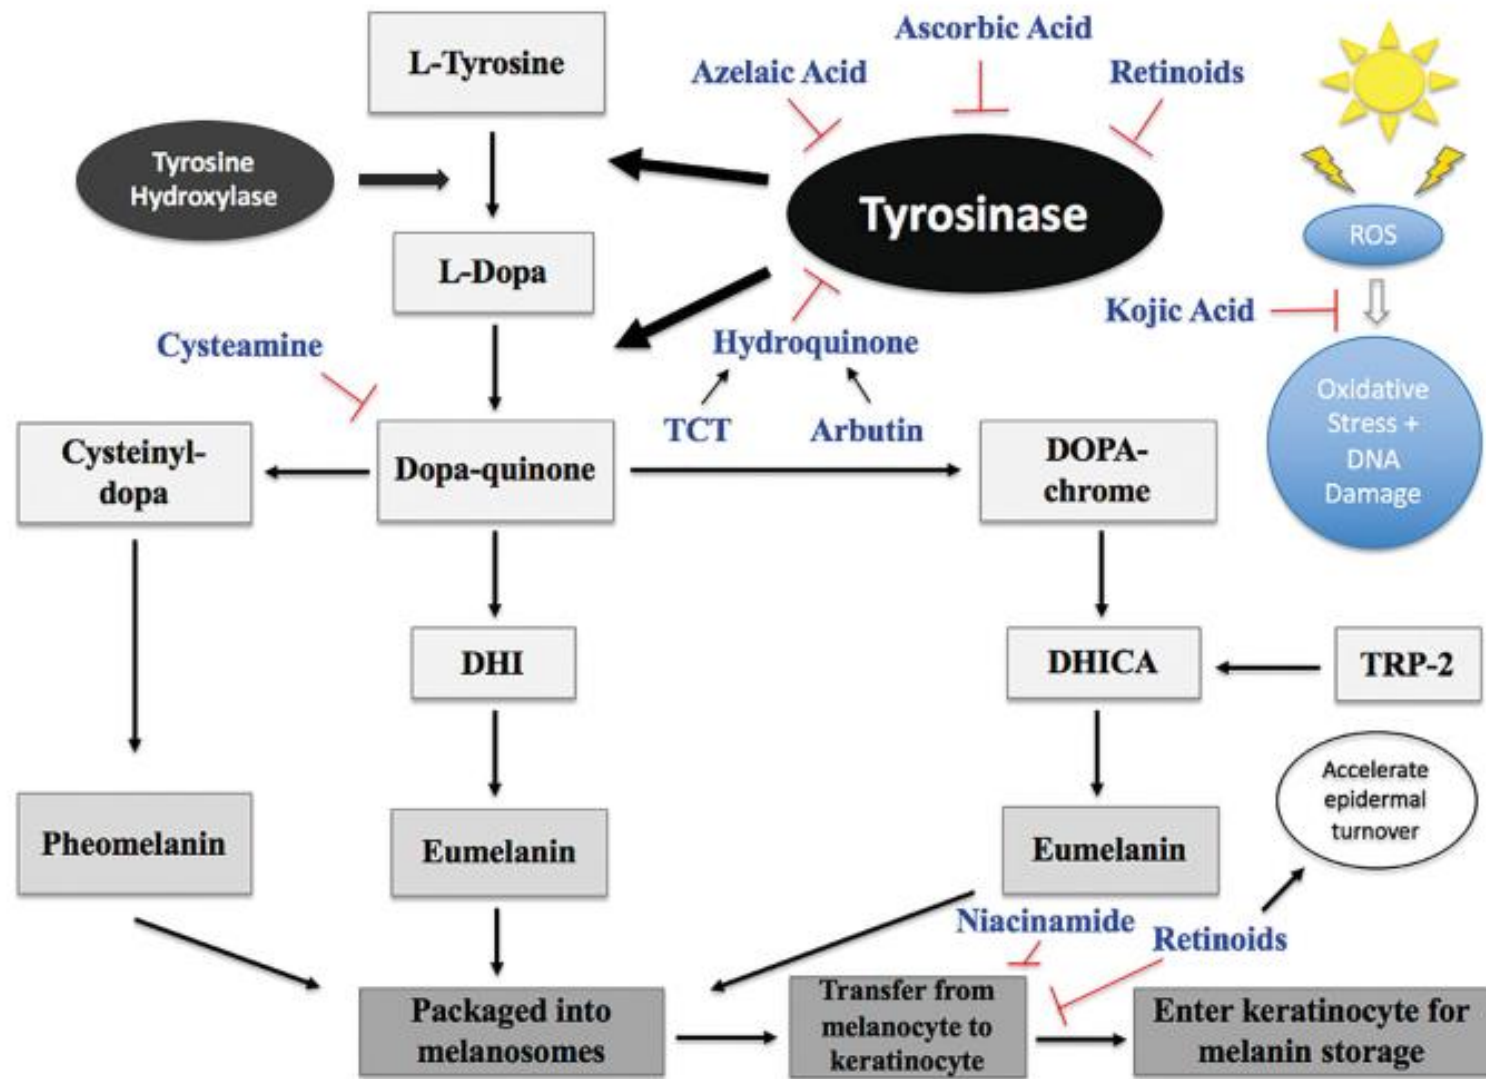 L-Tyrosine
Azelaic Acid
Ascorbic Acid
Retinoids
Tyrosine
Hydroxylase
Tyrosinase
ROS
L-Dopa
Kojic Acid
Cysteamine
Hydroquinone
TCT
Arbutin
Oxidative
Stress +
DNA
Damage
Cysteinyl-
dopa
Dopa-quinone
DOPA-
chrome
DHI
DHICA
TRP-2
Accelerate
epidermal
turnover
Pheomelanin
Eumelanin
Eumelanin
Niacinamide
Retinoids
Packaged into
melanosomes
Transfer from
melanocyte to
keratinocyte
Enter keratinocyte for
melanin storage